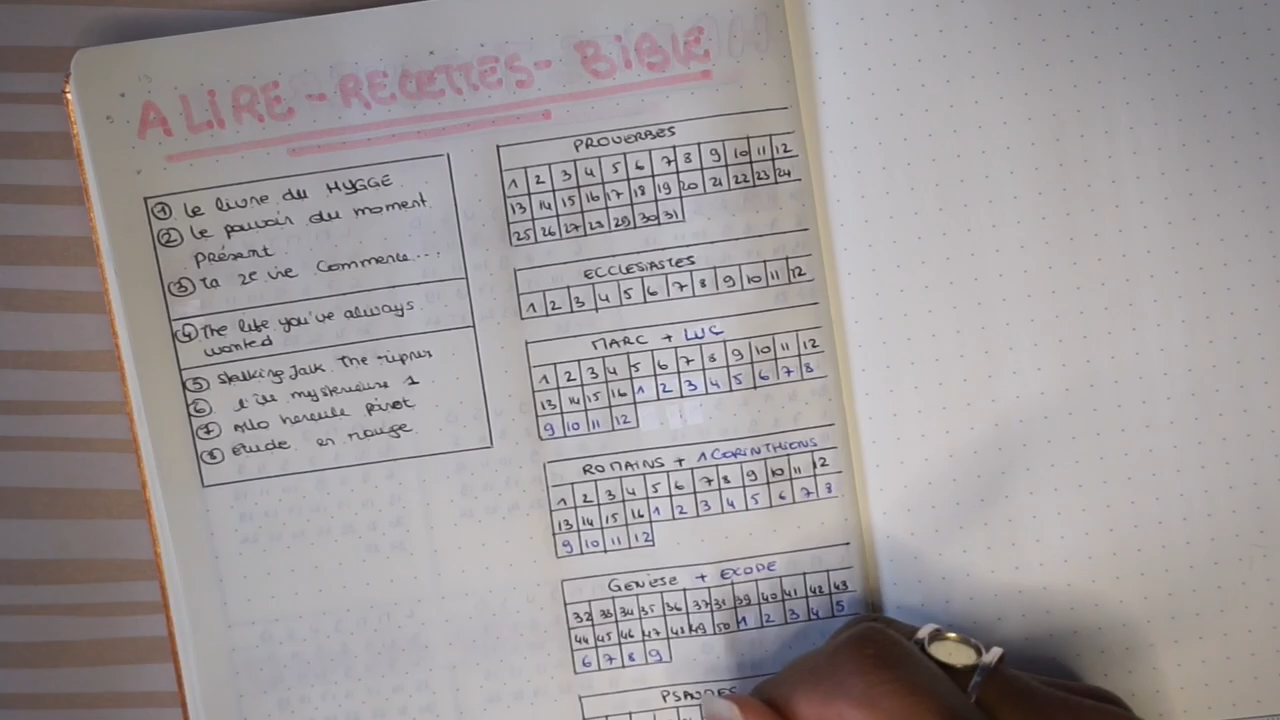 A LIRE - RECETTES - BIBLE
① Le livre du HYGGE
② Le pouvoir du moment
Présent
③ Ta 2e vie commence...
④ The life you've always
wanted
⑤ Stalking Jack the ripper
⑥ l'île mystérieuse 1
⑦ Allo hercule poirot
⑧ étude en rouge
PROVERBES
1 2 3 4 5 6 7 8 9 10 11 12
13 14 15 16 17 18 19 20 21 22 23 24
25 26 27 28 29 30 31
ECCLESIASTES
1 2 3 4 5 6 7 8 9 10 11 12
MARC + LUC
1 2 3 4 5 6 7 8 9 10 11 12
13 14 15 16 1 2 3 4 5 6 7 8
9 10 11 12
ROMAINS + 1 CORINTHIENS
1 2 3 4 5 6 7 8 9 10 11 12
13 14 15 16 1 2 3 4 5 6 7 8
9 10 11 12
GENÈSE + EXODE
32 33 34 35 36 37 38 39 40 41 42 43
44 45 46 47 48 49 50 1 2 3 4 5
6 7 8 9
PSAUMES